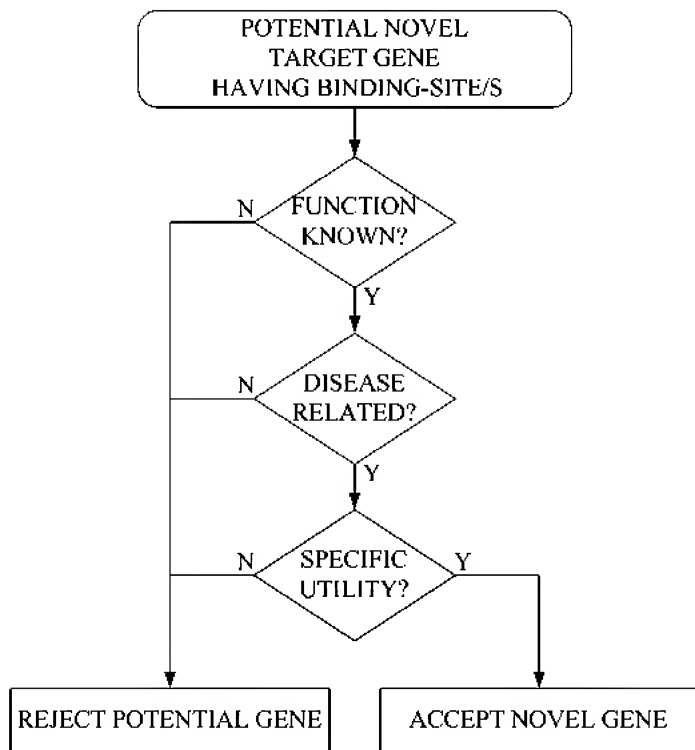 POTENTIAL NOVEL
TARGET GENE
HAVING BINDING-SITE/S
N
FUNCTION
KNOWN?
Y
N
DISEASE
RELATED?
Y
N
SPECIFIC
UTILITY?
Y
REJECT POTENTIAL GENE
ACCEPT NOVEL GENE